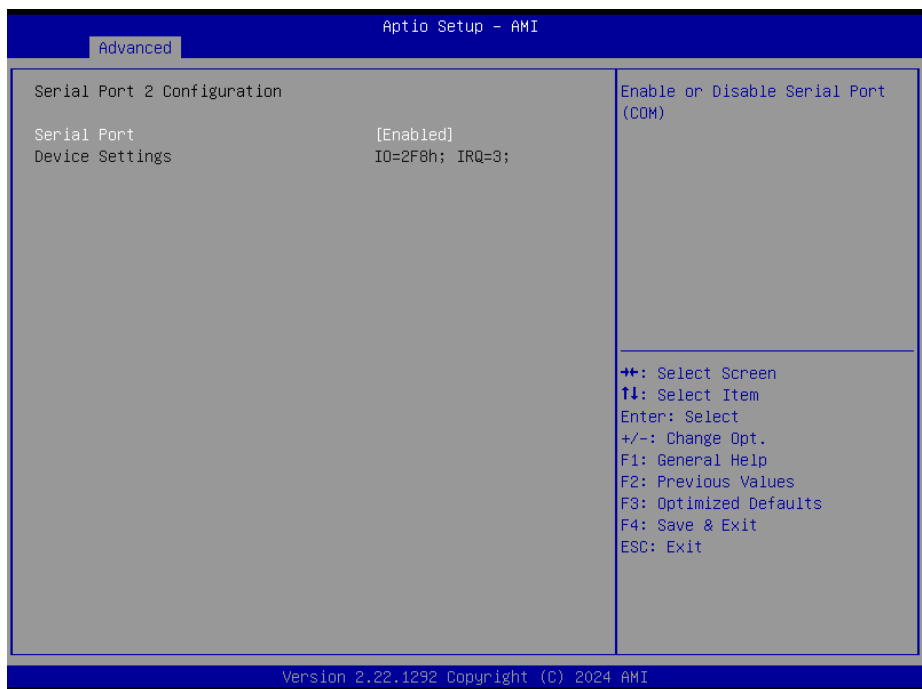 Aptio Setup – AMI
Advanced
Serial Port 2 Configuration
Serial Port [Enabled]
Device Settings IO=2F8h; IRQ=3;
Enable or Disable Serial Port
(COM)
→←: Select Screen
↑↓: Select Item
Enter: Select
+/-: Change Opt.
F1: General Help
F2: Previous Values
F3: Optimized Defaults
F4: Save & Exit
ESC: Exit
Version 2.22.1292 Copyright (C) 2024 AMI